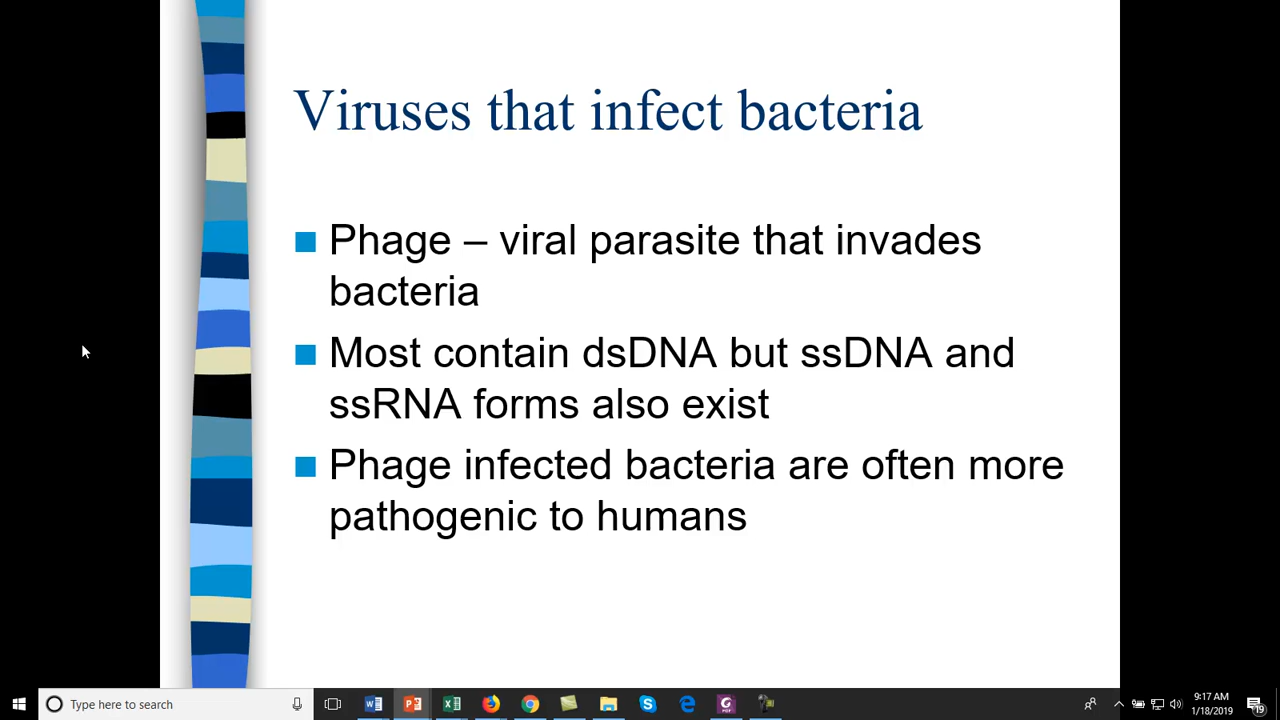 Viruses that infect bacteria
Phage – viral parasite that invades
bacteria
Most contain dsDNA but ssDNA and
ssRNA forms also exist
Phage infected bacteria are often more
pathogenic to humans
Type here to search
9:17 AM
1/18/2019
19